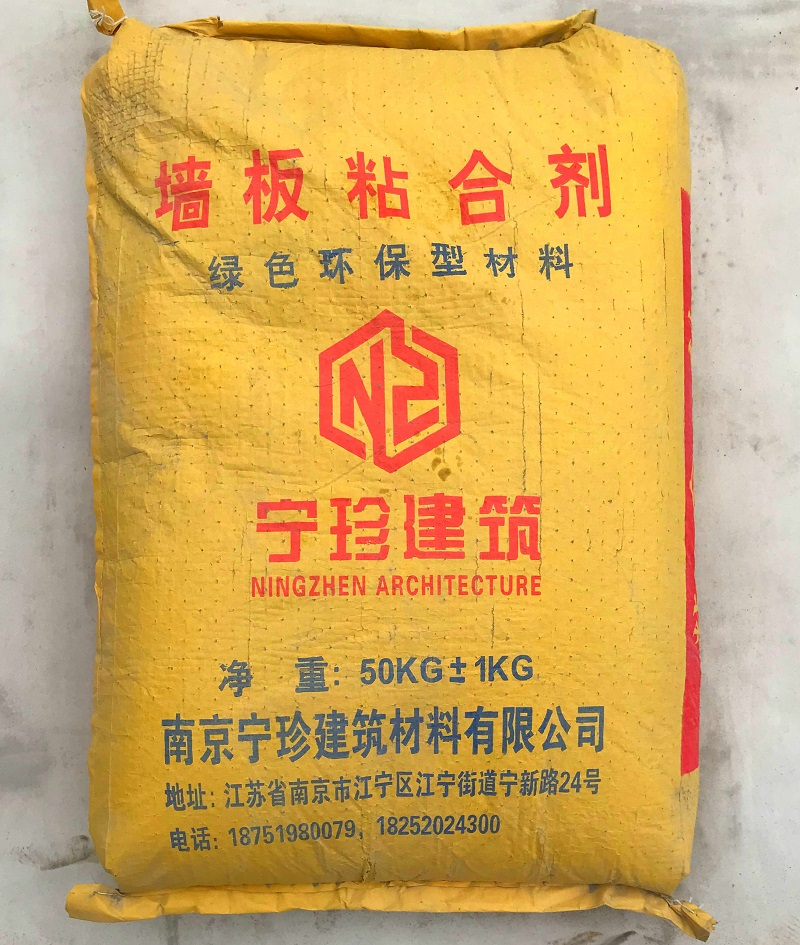 墙板粘合剂
绿色环保型材料
NZ
宁珍建筑
NINGZHEN ARCHITECTURE
净 重: 50KG±1KG
南京宁珍建筑材料有限公司
地址: 江苏省南京市江宁区江宁街道宁新路24号
电话: 18751980079, 18252024300